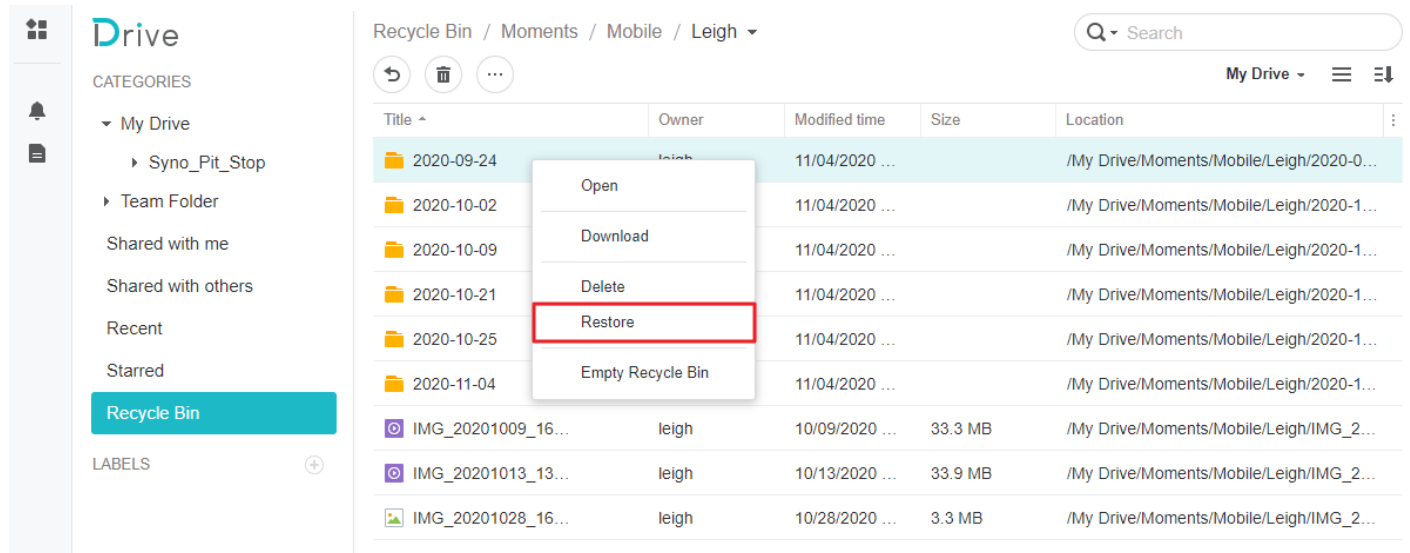 Drive
CATEGORIES
My Drive
Syno_Pit_Stop
Team Folder
Shared with me
Shared with others
Recent
Starred
Recycle Bin
LABELS
Recycle Bin / Moments / Mobile / Leigh
Search
My Drive
Title Owner Modified time Size Location
2020-09-24 leigh 11/04/2020 ... /My Drive/Moments/Mobile/Leigh/2020-0...
2020-10-02 11/04/2020 ... /My Drive/Moments/Mobile/Leigh/2020-1...
2020-10-09 11/04/2020 ... /My Drive/Moments/Mobile/Leigh/2020-1...
2020-10-21 11/04/2020 ... /My Drive/Moments/Mobile/Leigh/2020-1...
2020-10-25 11/04/2020 ... /My Drive/Moments/Mobile/Leigh/2020-1...
2020-11-04 11/04/2020 ... /My Drive/Moments/Mobile/Leigh/2020-1...
IMG_20201009_16... leigh 10/09/2020 ... 33.3 MB /My Drive/Moments/Mobile/Leigh/IMG_2...
IMG_20201013_13... leigh 10/13/2020 ... 33.9 MB /My Drive/Moments/Mobile/Leigh/IMG_2...
IMG_20201028_16... leigh 10/28/2020 ... 3.3 MB /My Drive/Moments/Mobile/Leigh/IMG_2...
Open
Download
Delete
Restore
Empty Recycle Bin